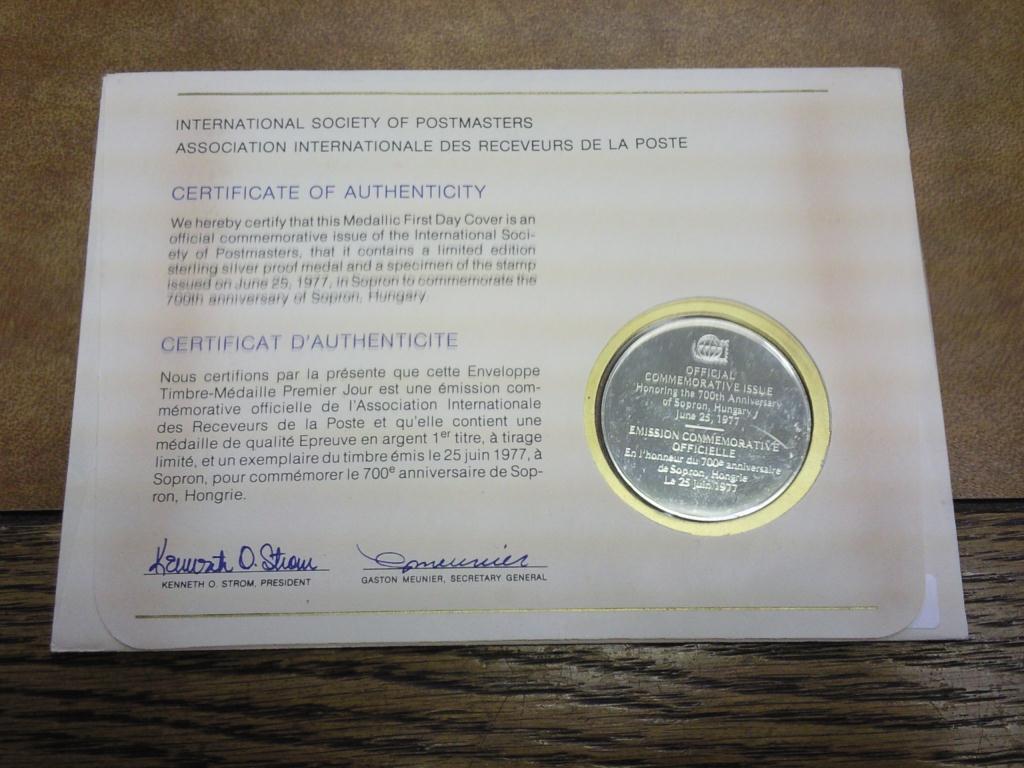 INTERNATIONAL SOCIETY OF POSTMASTERS
ASSOCIATION INTERNATIONALE DES RECEVEURS DE LA POSTE
CERTIFICATE OF AUTHENTICITY
We hereby certify that this Medallic First Day Cover is an
official commemorative issue of the International Soci-
ety of Postmasters, that it contains a limited edition
sterling silver proof medal and a specimen of the stamp
issued on June 25, 1977, in Sopron to commemorate the
700th anniversary of Sopron, Hungary.
CERTIFICAT D'AUTHENTICITE
Nous certifions par la présente que cette Enveloppe
Timbre-Médaille Premier Jour est une émission com-
mémorative officielle de l'Association Internationale
des Receveurs de la Poste et qu'elle contient une
médaille de qualité Epreuve en argent 1er titre, à tirage
limité, et un exemplaire du timbre émis le 25 juin 1977, à
Sopron, pour commémorer le 700e anniversaire de Sop-
ron, Hongrie.
Kenneth O. Strom
KENNETH O. STROM, PRESIDENT
Gmeunier
GASTON MEUNIER, SECRETARY GENERAL
OFFICIAL
COMMEMORATIVE ISSUE
Honoring the 700th Anniversary
of Sopron, Hungary
June 25, 1977
EMISSION COMMEMORATIVE
OFFICIELLE
En l'honneur du 700e anniversaire
de Sopron, Hongrie
Le 25 juin 1977